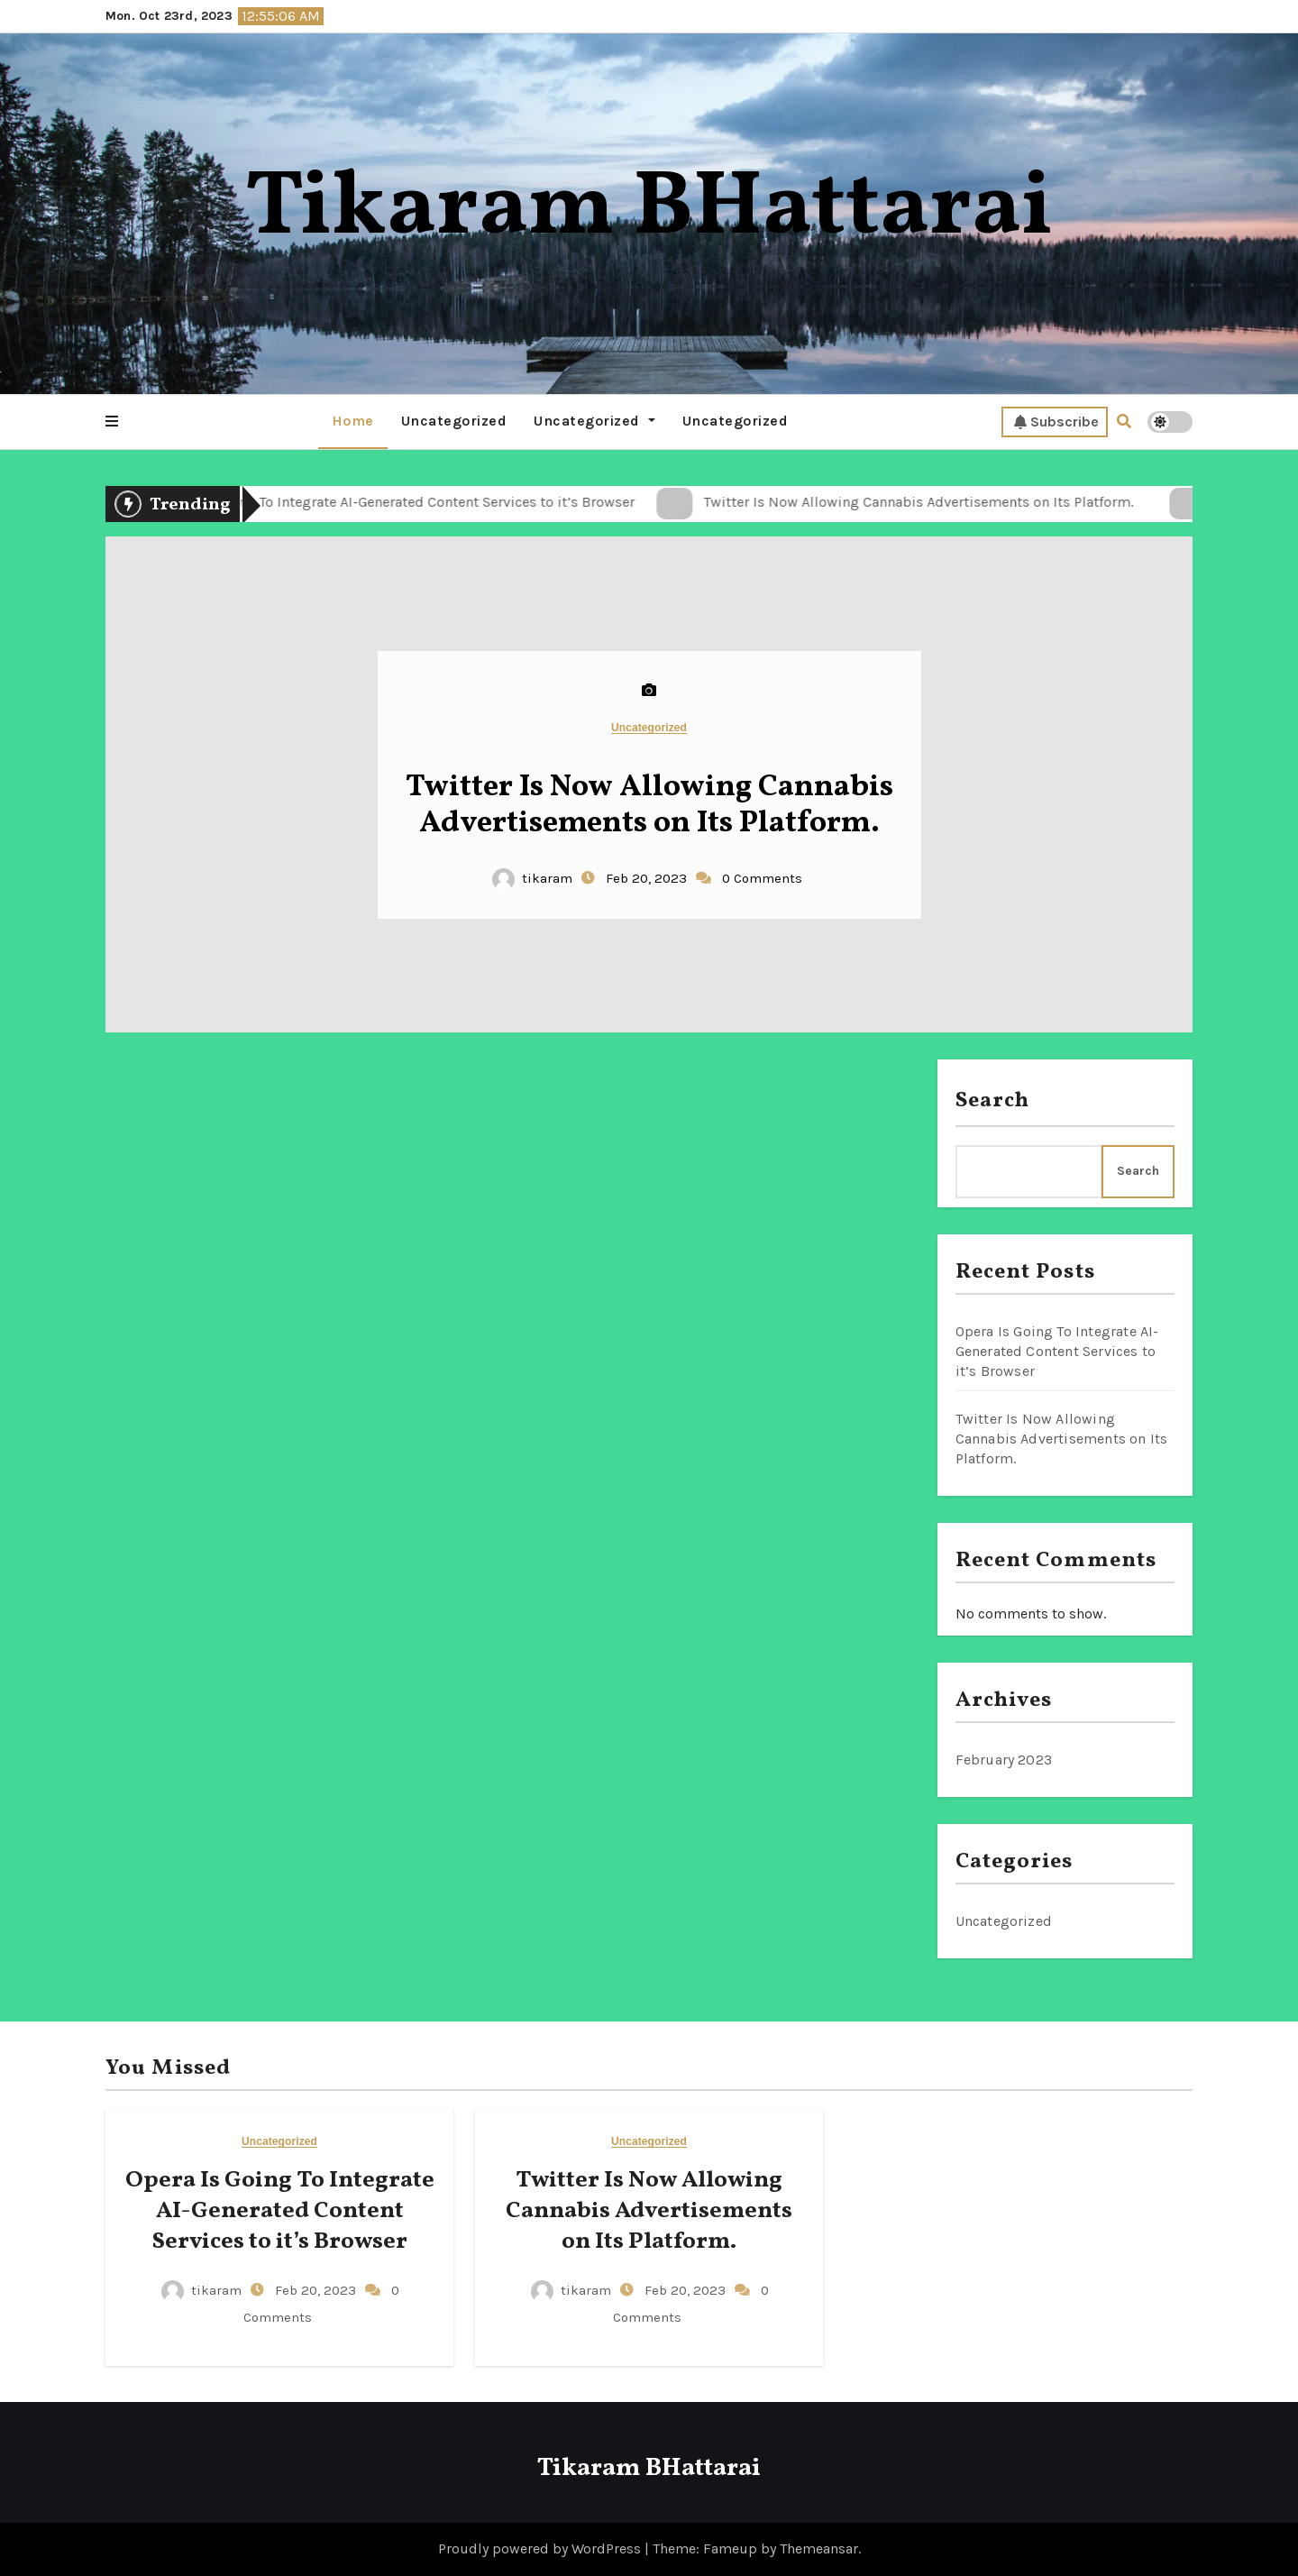 Mon. Oct 23rd, 2023 12:55:06 AM
Tikaram BHattarai
Home Uncategorized Uncategorized Uncategorized Subscribe
Trending To Integrate AI-Generated Content Services to it’s Browser Twitter Is Now Allowing Cannabis Advertisements on Its Platform.
Uncategorized
Twitter Is Now Allowing Cannabis
Advertisements on Its Platform.
tikaram Feb 20, 2023 0 Comments
Search
Search
Recent Posts
Opera Is Going To Integrate AI-
Generated Content Services to
it’s Browser
Twitter Is Now Allowing
Cannabis Advertisements on Its
Platform.
Recent Comments
No comments to show.
Archives
February 2023
Categories
Uncategorized
You Missed
Uncategorized
Opera Is Going To Integrate
AI-Generated Content
Services to it’s Browser
tikaram Feb 20, 2023 0
Comments
Uncategorized
Twitter Is Now Allowing
Cannabis Advertisements
on Its Platform.
tikaram Feb 20, 2023 0
Comments
Tikaram BHattarai
Proudly powered by WordPress | Theme: Fameup by Themeansar.